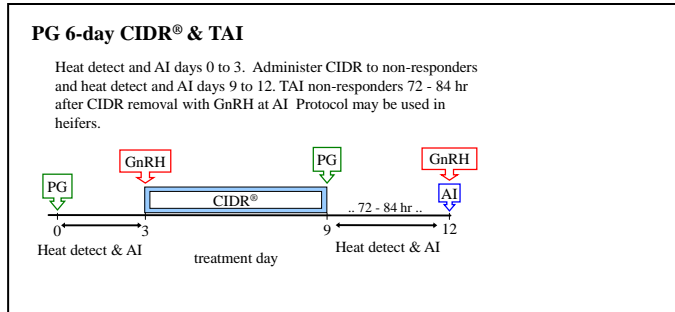 PG 6-day CIDR® & TAI
Heat detect and AI days 0 to 3.  Administer CIDR to non-responders
and heat detect and AI days 9 to 12. TAI non-responders 72 - 84 hr
after CIDR removal with GnRH at AI  Protocol may be used in
heifers.
GnRH PG GnRH
PG CIDR® AI
.. 72 - 84 hr ..
0 3 9 12
Heat detect & AI Heat detect & AI
treatment day